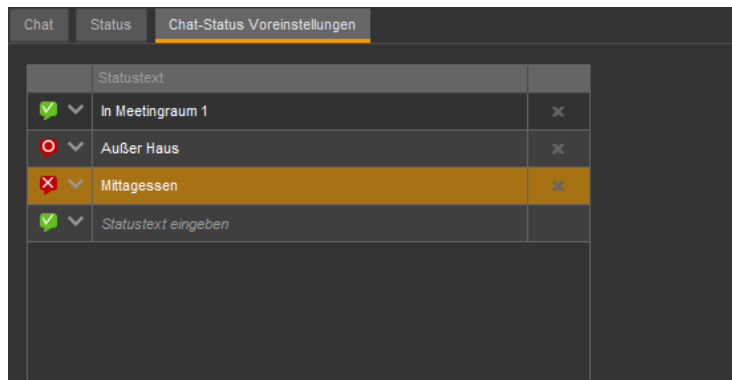 Chat Status Chat-Status Voreinstellungen
Statustext
In Meetingraum 1
Außer Haus
Mittagessen
Statustext eingeben